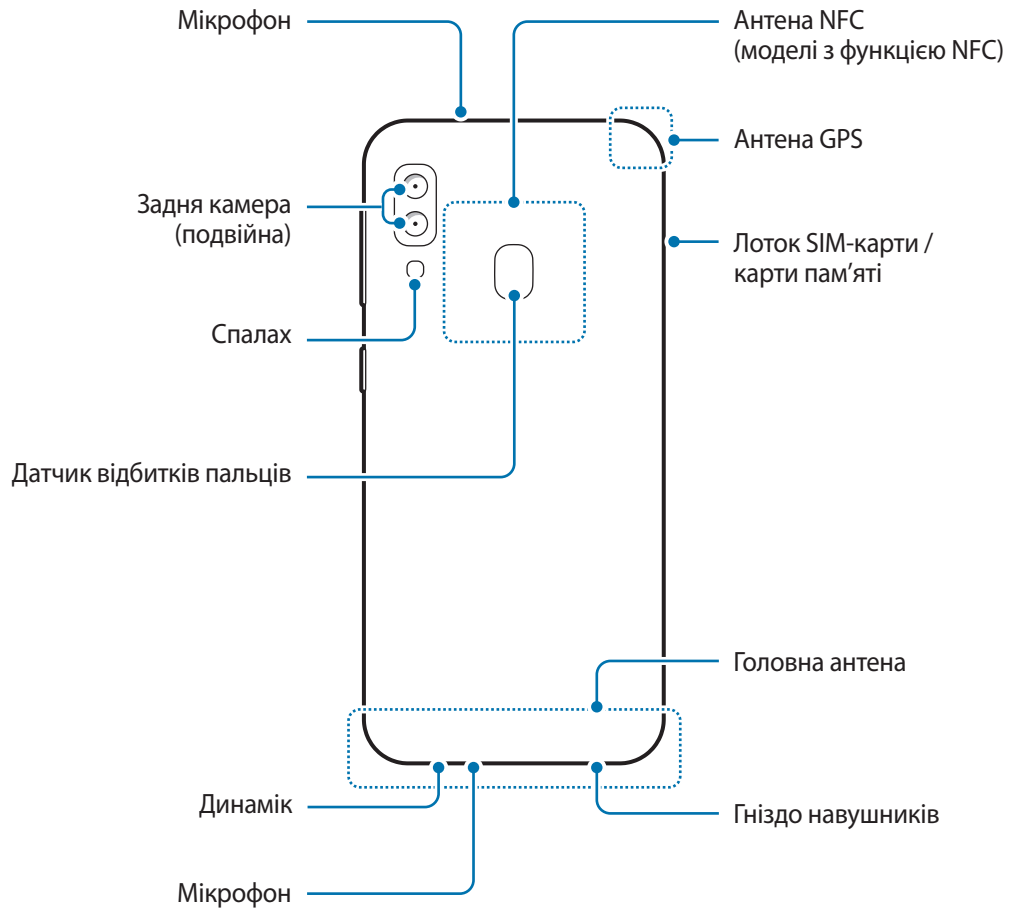 Мікрофон
Антена NFC
(моделі з функцією NFC)
Антена GPS
Задня камера
(подвійна)
Лоток SIM-карти /
карти пам’яті
Спалах
Датчик відбитків пальців
Головна антена
Динамік
Гніздо навушників
Мікрофон